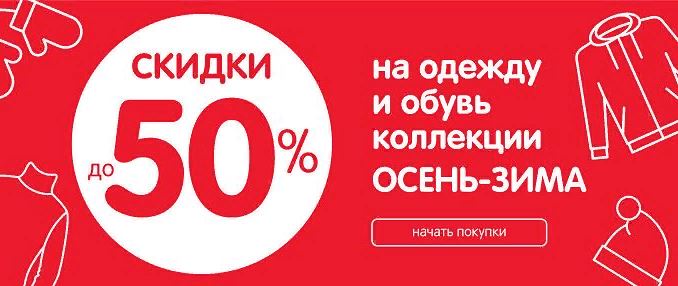 СКИДКИ
до 50%
на одежду
и обувь
коллекции
ОСЕНЬ-ЗИМА
начать покупки